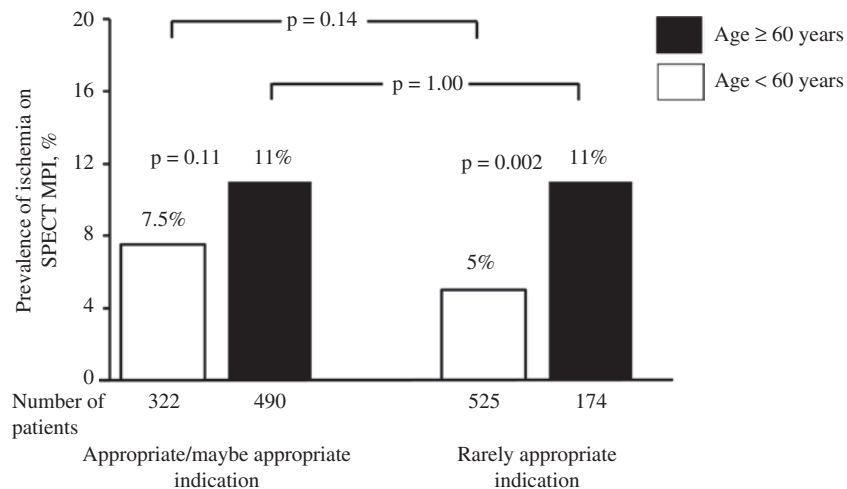 20
p = 0.14
Age ≥ 60 years
Age < 60 years
16
p = 1.00
Prevalence of ischemia on
SPECT MPI, %
12
p = 0.11
11%
p = 0.002
11%
7.5%
8
5%
4
0
Number of
patients
322
490
525
174
Appropriate/maybe appropriate
indication
Rarely appropriate
indication